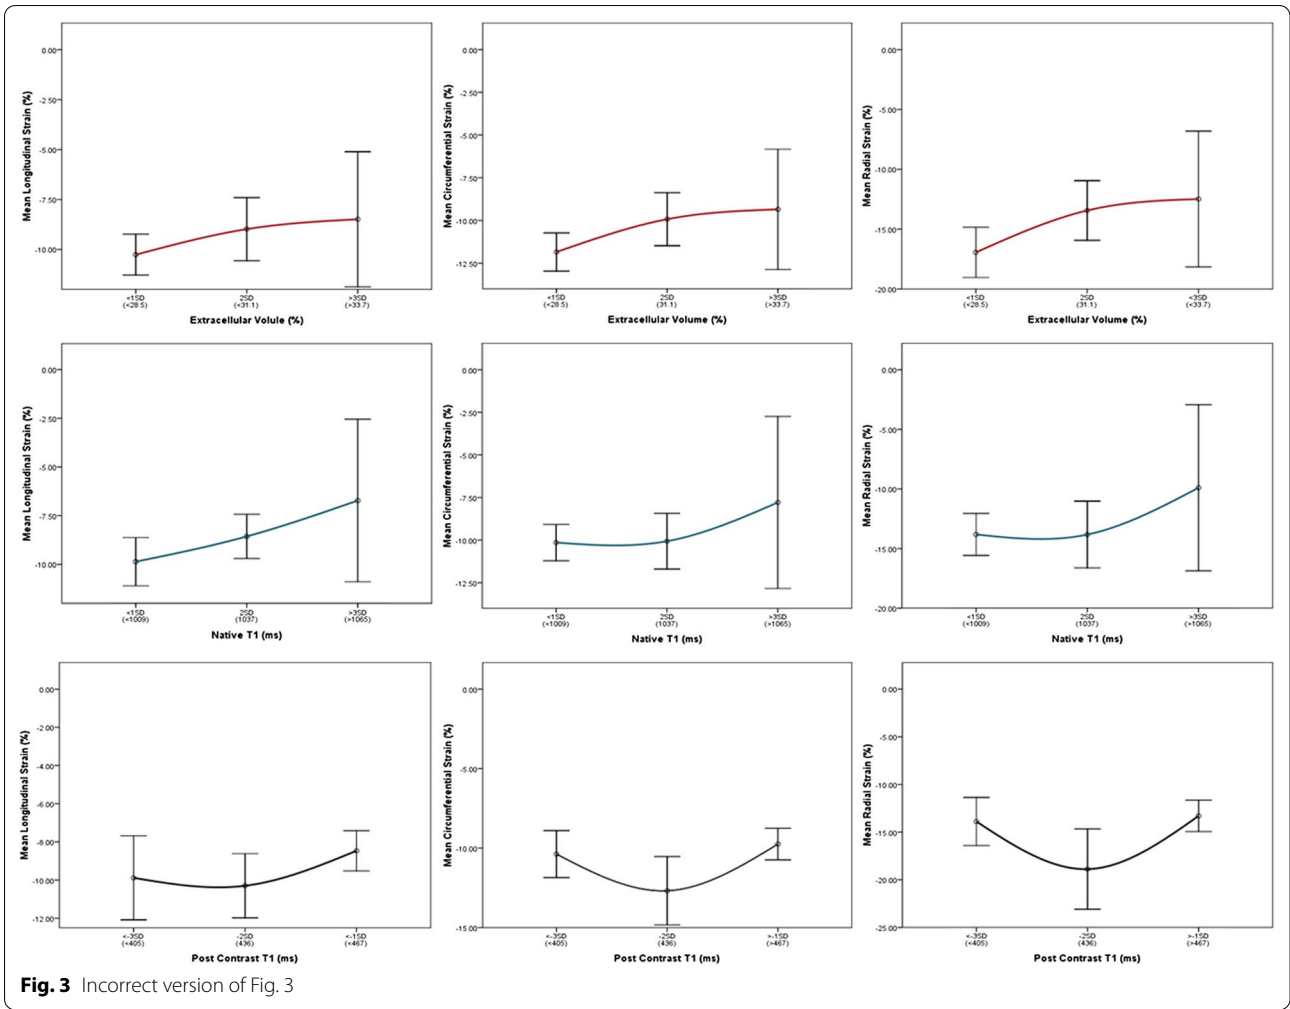 Mean Longitudinal Strain (%)
0.00
-2.50
-5.00
-7.50
-10.00
<1SD 2SD >3SD
(<28.5) (<31.1) (>33.7)
Extracellular Volule (%)
Mean Circumferential Strain (%)
0.00
-2.50
-5.00
-7.50
-10.00
-12.50
<1SD 2SD >3SD
(<28.5) (31.1) (>33.7)
Extracellular Volume (%)
Mean Radial Strain (%)
0.00
-5.00
-10.00
-15.00
-20.00
<1SD 2SD <3SD
(<28.5) (31.1) (<33.7)
Extracellular Volume (%)
Mean Longitudinal Strain (%)
0.00
-2.50
-5.00
-7.50
-10.00
<1SD 2SD >3SD
(<1009) (1037) (>1065)
Native T1 (ms)
Mean Circumferential Strain (%)
0.00
-2.50
-5.00
-7.50
-10.00
-12.50
<1SD 2SD >3SD
(<1009) (1037) (>1065)
Native T1 (ms)
Mean Radial Strain (%)
0.00
-5.00
-10.00
-15.00
-20.00
<1SD 2SD >3SD
(<1009) (1037) (>1065)
Native T1 (ms)
Mean Longitudinal Strain (%)
0.00
-2.00
-4.00
-6.00
-8.00
-10.00
-12.00
<-3SD -2SD <-1SD
(<405) (436) (<467)
Post Contrast T1 (ms)
Mean Circumferential Strain (%)
0.00
-5.00
-10.00
-15.00
<-3SD -2SD >-1SD
(<405) (436) (>467)
Post Contrast T1 (ms)
Mean Radial Strain (%)
0.00
-5.00
-10.00
-15.00
-20.00
-25.00
<-3SD -2SD >-1SD
(<405) (436) (>467)
Post Contrast T1 (ms)
Fig. 3 Incorrect version of Fig. 3